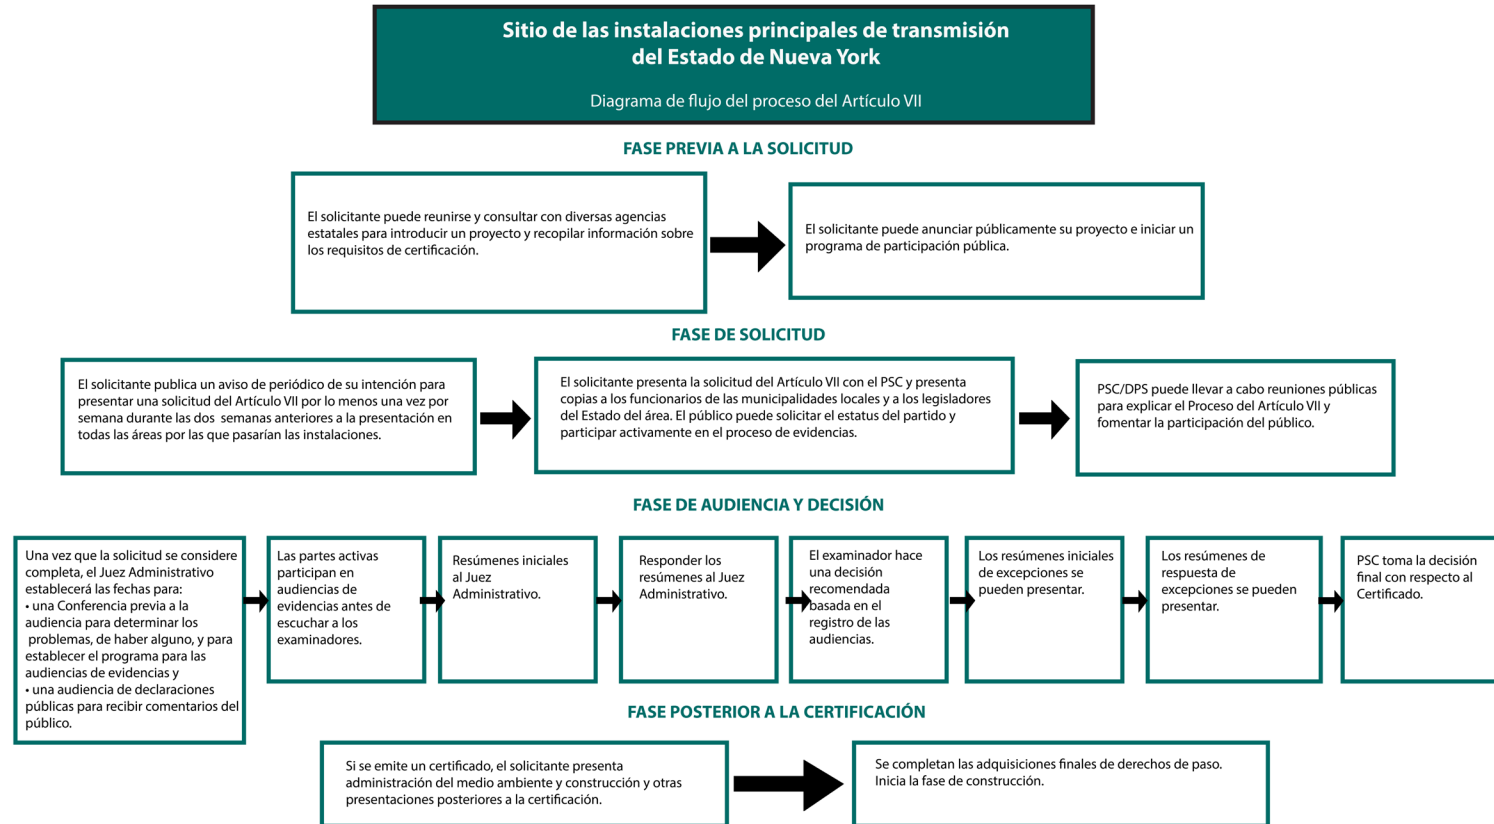 Sitio de las instalaciones principales de transmisión
del Estado de Nueva York
Diagrama de flujo del proceso del Artículo VII
FASE PREVIA A LA SOLICITUD
El solicitante puede reunirse y consultar con diversas agencias
estatales para introducir un proyecto y recopilar información sobre
los requisitos de certificación.
El solicitante puede anunciar públicamente su proyecto e iniciar un
programa de participación pública.
FASE DE SOLICITUD
El solicitante publica un aviso de periódico de su intención para
presentar una solicitud del Artículo VII por lo menos una vez por
semana durante las dos semanas anteriores a la presentación en
todas las áreas por las que pasarían las instalaciones.
El solicitante presenta la solicitud del Artículo VII con el PSC y presenta
copias a los funcionarios de las municipalidades locales y a los legisladores
del Estado del área. El público puede solicitar el estatus del partido y
participar activamente en el proceso de evidencias.
PSC/DPS puede llevar a cabo reuniones públicas
para explicar el Proceso del Artículo VII y
fomentar la participación del público.
FASE DE AUDIENCIA Y DECISIÓN
Una vez que la solicitud se considere
completa, el Juez Administrativo
establecerá las fechas para:
• una Conferencia previa a la
audiencia para determinar los
problemas, de haber alguno, y para
establecer el programa para las
audiencias de evidencias y
• una audiencia de declaraciones
públicas para recibir comentarios del
público.
Las partes activas
participan en
audiencias de
evidencias antes de
escuchar a los
examinadores.
Resúmenes iniciales
al Juez
Administrativo.
Responder los
resúmenes al Juez
Administrativo.
El examinador hace
una decisión
recomendada
basada en el
registro de las
audiencias.
Los resúmenes iniciales
de excepciones se
pueden presentar.
Los resúmenes de
respuesta de
excepciones se pueden
presentar.
PSC toma la decisión
final con respecto al
Certificado.
FASE POSTERIOR A LA CERTIFICACIÓN
Si se emite un certificado, el solicitante presenta
administración del medio ambiente y construcción y otras
presentaciones posteriores a la certificación.
Se completan las adquisiciones finales de derechos de paso.
Inicia la fase de construcción.